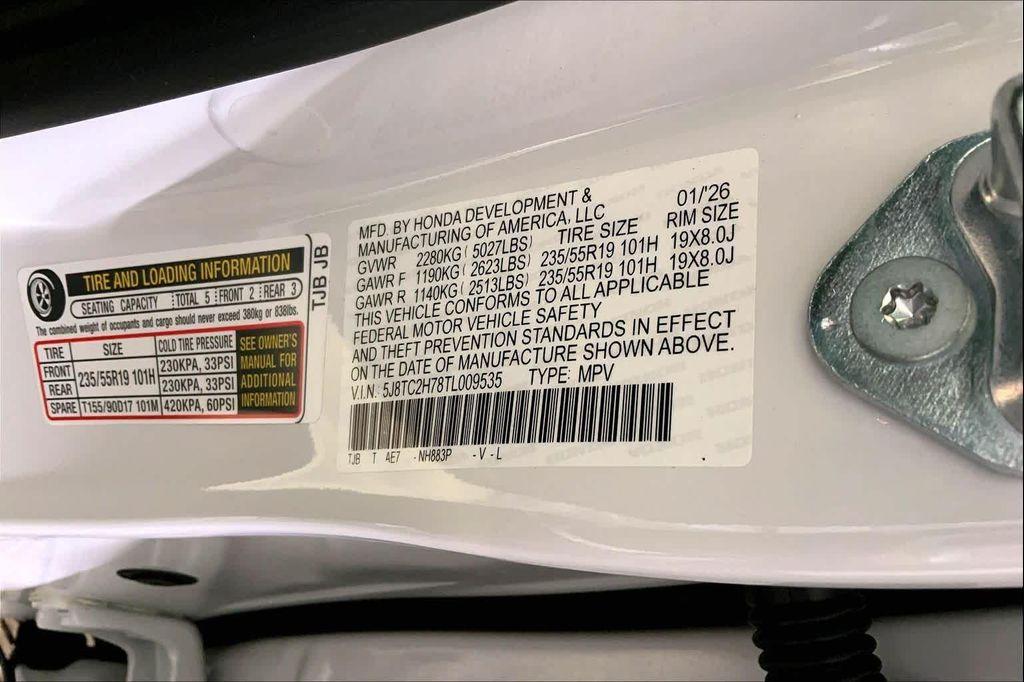 TIRE AND LOADING INFORMATION
SEATING CAPACITY TOTAL 5 FRONT 2 REAR 3
The combined weight of occupants and cargo should never exceed 380kg or 838lbs.
TIRE SIZE COLD TIRE PRESSURE
FRONT 235/55R19 101H 230KPA, 33PSI
REAR 230KPA, 33PSI
SPARE T155/90D17 101M 420KPA, 60PSI
SEE OWNER'S
MANUAL FOR
ADDITIONAL
INFORMATION
TJB JB
MFD. BY HONDA DEVELOPMENT & 01/'26
MANUFACTURING OF AMERICA, LLC
TIRE SIZE RIM SIZE
GVWR 2280KG ( 5027LBS)
GAWR F 1190KG ( 2623LBS) 235/55R19 101H 19X8.0J
GAWR R 1140KG ( 2513LBS) 235/55R19 101H 19X8.0J
THIS VEHICLE CONFORMS TO ALL APPLICABLE
FEDERAL MOTOR VEHICLE SAFETY
AND THEFT PREVENTION STANDARDS IN EFFECT
ON THE DATE OF MANUFACTURE SHOWN ABOVE.
V.I.N.: 5J8TC2H78TL009535 TYPE: MPV
TJB T AE7 - NH883P - V - L